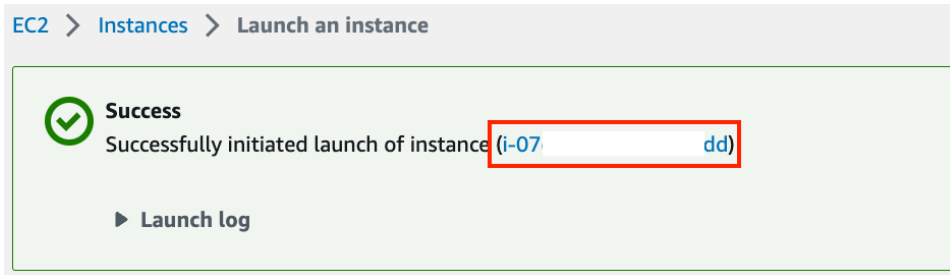 EC2 > Instances > Launch an instance
Success
Successfully initiated launch of instance (i-07 dd)
Launch log